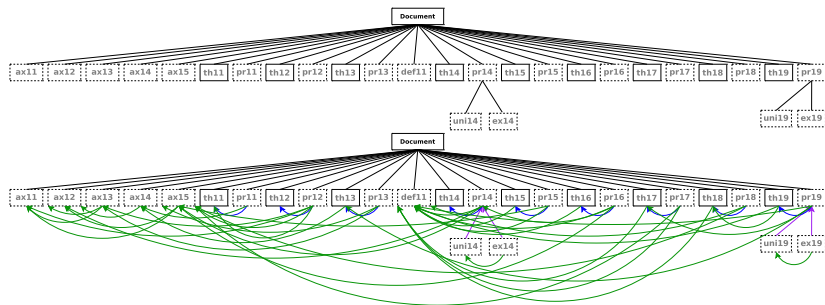 Document
ax11 ax12 ax13 ax14 ax15 th11 pr11 th12 pr12 th13 pr13 def11 th14 pr14 th15 pr15 th16 pr16 th17 pr17 th18 pr18 th19 pr19
uni14 ex14 uni19 ex19
Document
ax11 ax12 ax13 ax14 ax15 th11 pr11 th12 pr12 th13 pr13 def11 th14 pr14 th15 pr15 th16 pr16 th17 pr17 th18 pr18 th19 pr19
uni14 ex14 uni19 ex19